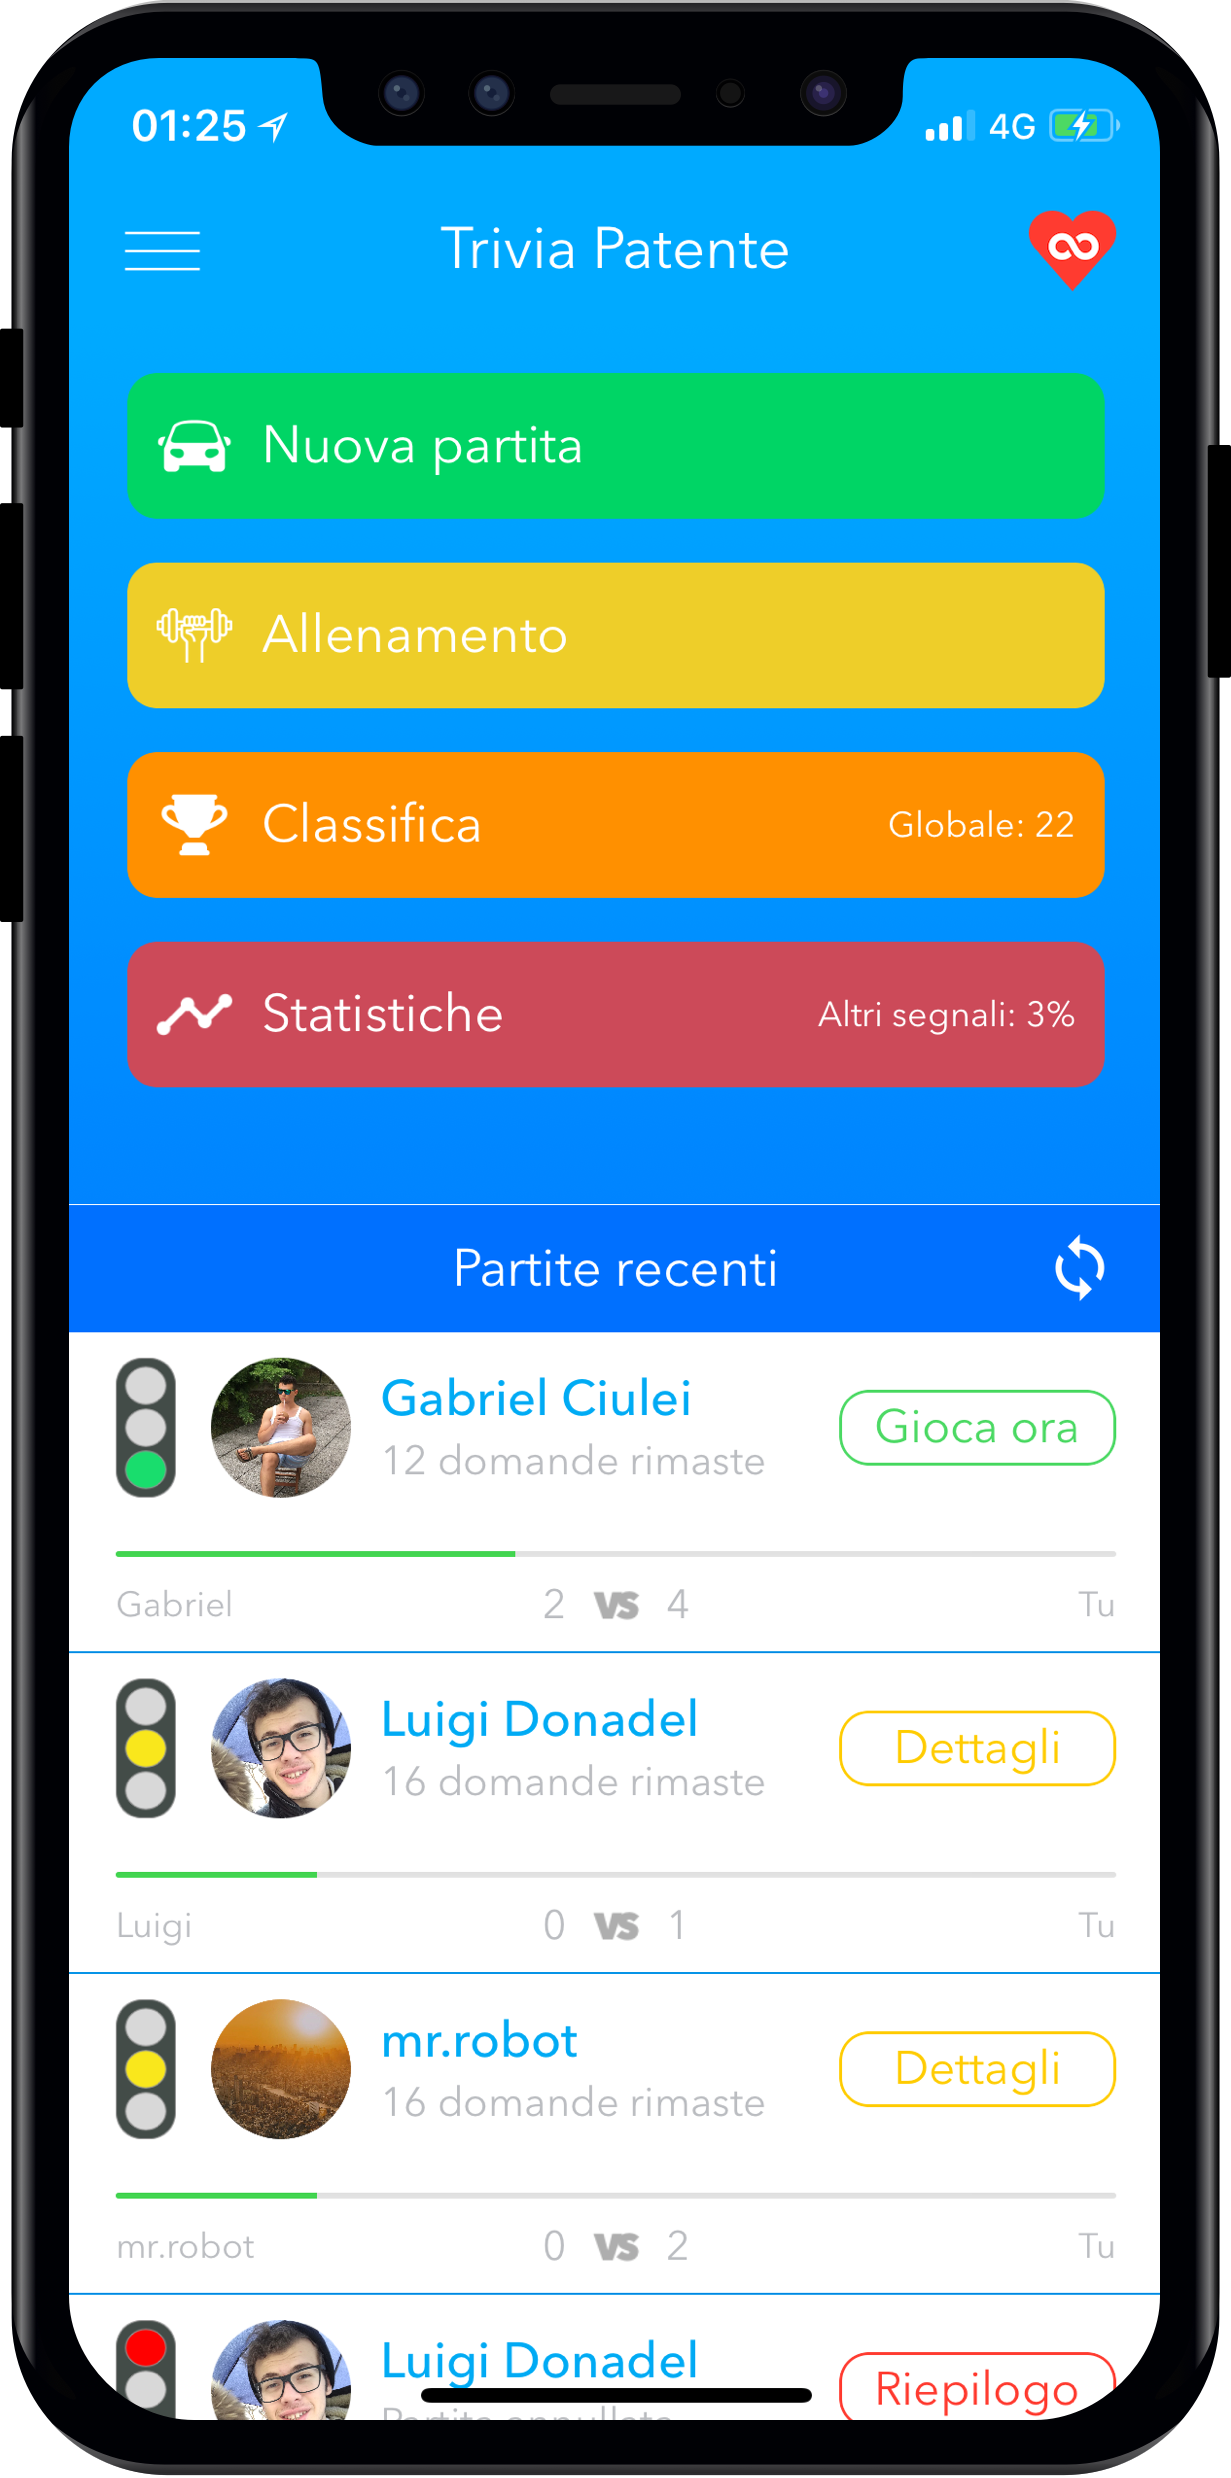 01:25 4G
Trivia Patente
Nuova partita
Allenamento
Classifica Globale: 22
Statistiche Altri segnali: 3%
Partite recenti
Gabriel Ciulei
12 domande rimaste
Gioca ora
Gabriel 2 VS 4 Tu
Luigi Donadel
16 domande rimaste
Dettagli
Luigi 0 VS 1 Tu
mr.robot
16 domande rimaste
Dettagli
mr.robot 0 VS 2 Tu
Luigi Donadel
Partita annullata
Riepilogo